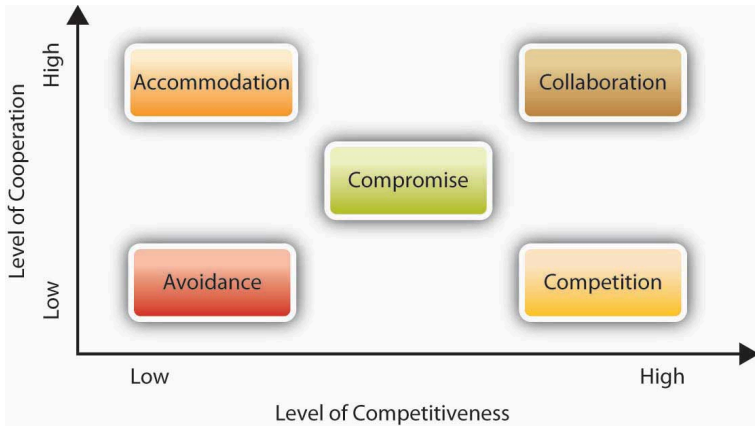 High
Accommodation
Collaboration
Level of Cooperation
Compromise
Avoidance
Competition
Low
Low
High
Level of Competitiveness